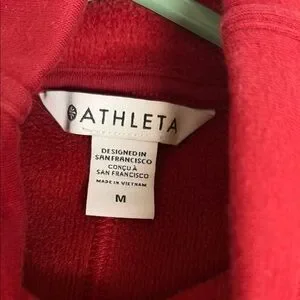 ATHLETA
DESIGNED IN
SAN FRANCISCO
CONÇU À
SAN FRANCISCO
MADE IN VIETNAM
M